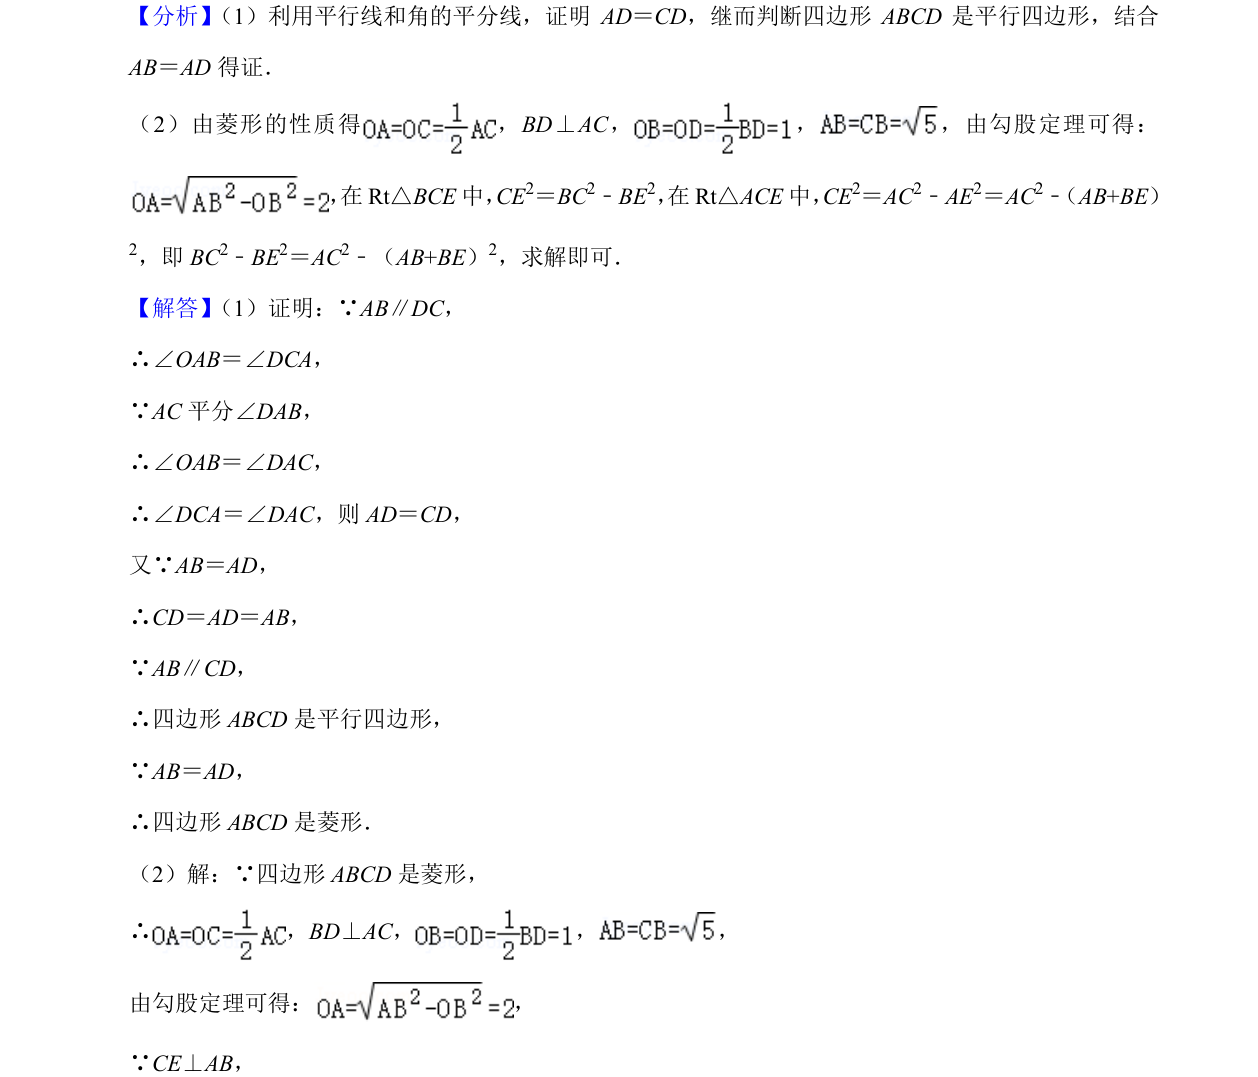 【分析】（1）利用平行线和角的平分线，证明 AD＝CD，继而判断四边形 ABCD 是平行四边形，结合
AB＝AD 得证．
（2）由菱形的性质得OA=OC=1/2 AC，BD⊥AC，OB=OD=1/2 BD=1，AB=CB=√5，由勾股定理可得：
OA=√(AB²-OB²)=2，在 Rt△BCE 中，CE²＝BC²﹣BE²，在 Rt△ACE 中，CE²＝AC²﹣AE²＝AC²﹣（AB+BE）
²，即 BC²﹣BE²＝AC²﹣（AB+BE）²，求解即可．
【解答】（1）证明：∵AB∥DC，
∴∠OAB＝∠DCA，
∵AC 平分∠DAB，
∴∠OAB＝∠DAC，
∴∠DCA＝∠DAC，则 AD＝CD，
又∵AB＝AD，
∴CD＝AD＝AB，
∵AB∥CD，
∴四边形 ABCD 是平行四边形，
∵AB＝AD，
∴四边形 ABCD 是菱形．
（2）解：∵四边形 ABCD 是菱形，
∴OA=OC=1/2 AC，BD⊥AC，OB=OD=1/2 BD=1，AB=CB=√5，
由勾股定理可得：OA=√(AB²-OB²)=2，
∵CE⊥AB，